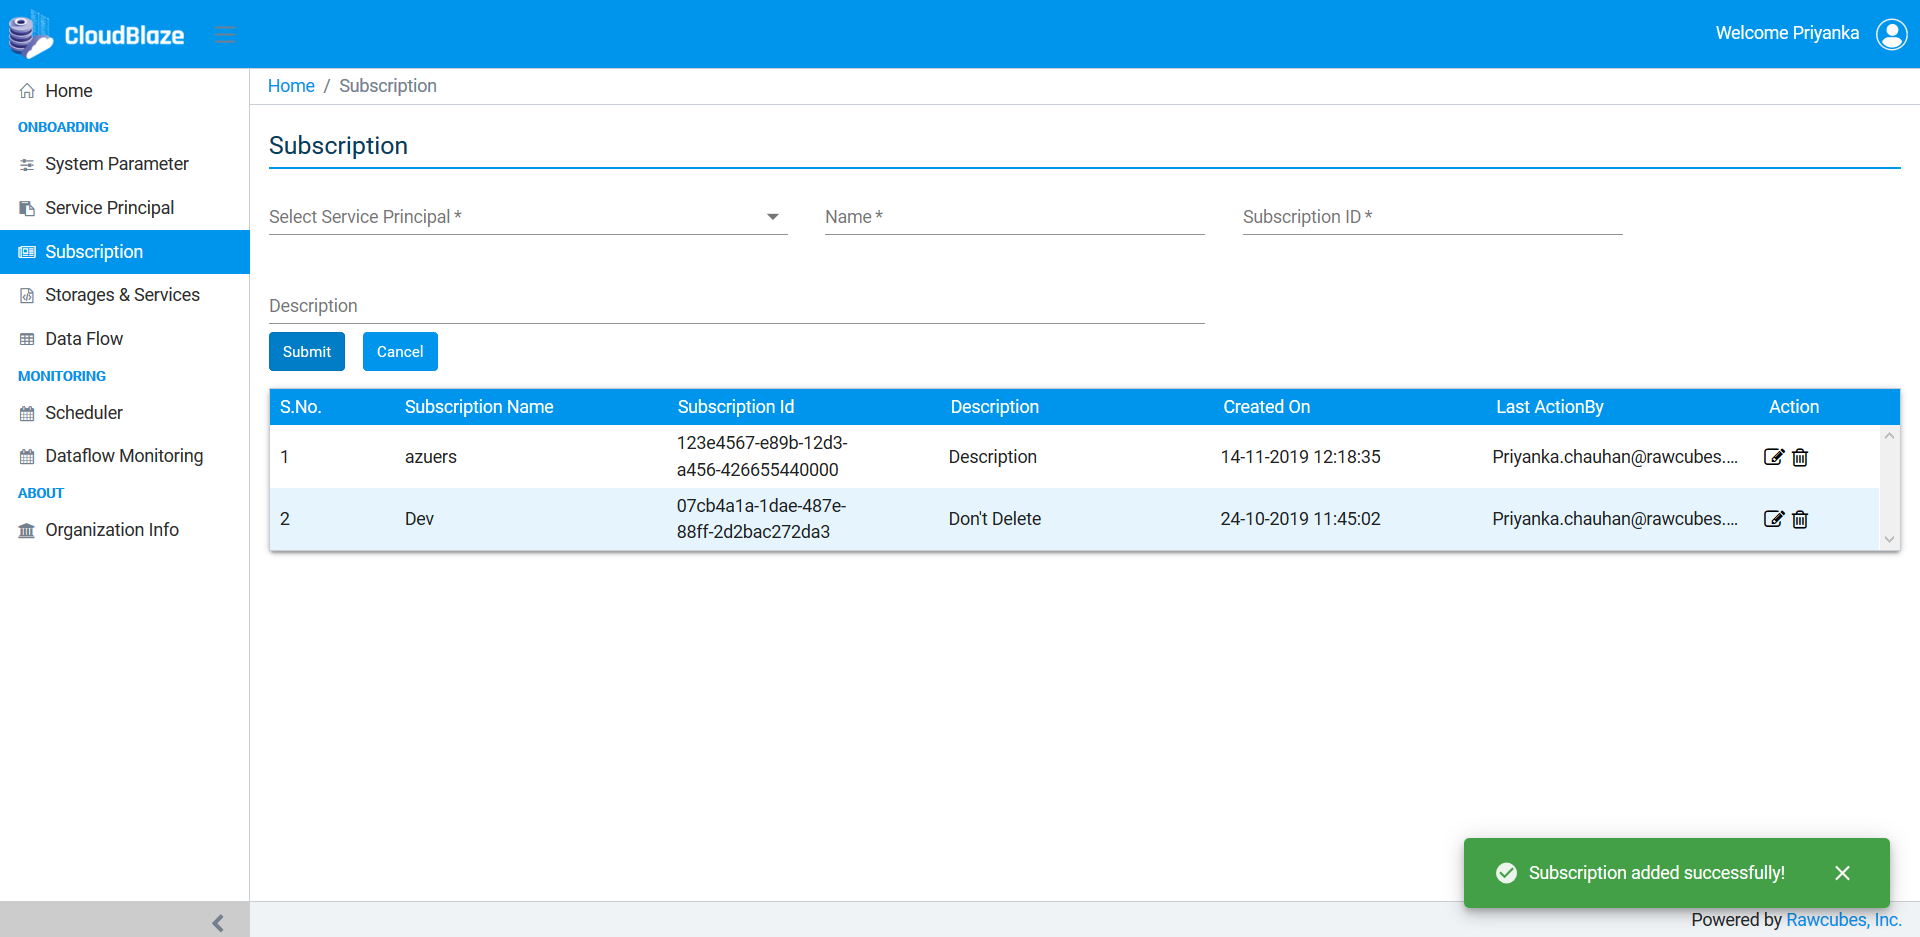 CloudBlaze
Welcome Priyanka
Home
ONBOARDING
System Parameter
Service Principal
Subscription
Storages & Services
Data Flow
MONITORING
Scheduler
Dataflow Monitoring
ABOUT
Organization Info
Home / Subscription
Subscription
Select Service Principal * Name * Subscription ID *
Description
Submit Cancel
S.No. Subscription Name Subscription Id Description Created On Last ActionBy Action
1 azuers 123e4567-e89b-12d3- Description 14-11-2019 12:18:35 Priyanka.chauhan@rawcubes....
a456-426655440000
2 Dev 07cb4a1a-1dae-487e- Don't Delete 24-10-2019 11:45:02 Priyanka.chauhan@rawcubes....
88ff-2d2bac272da3
Subscription added successfully!
Powered by Rawcubes, Inc.